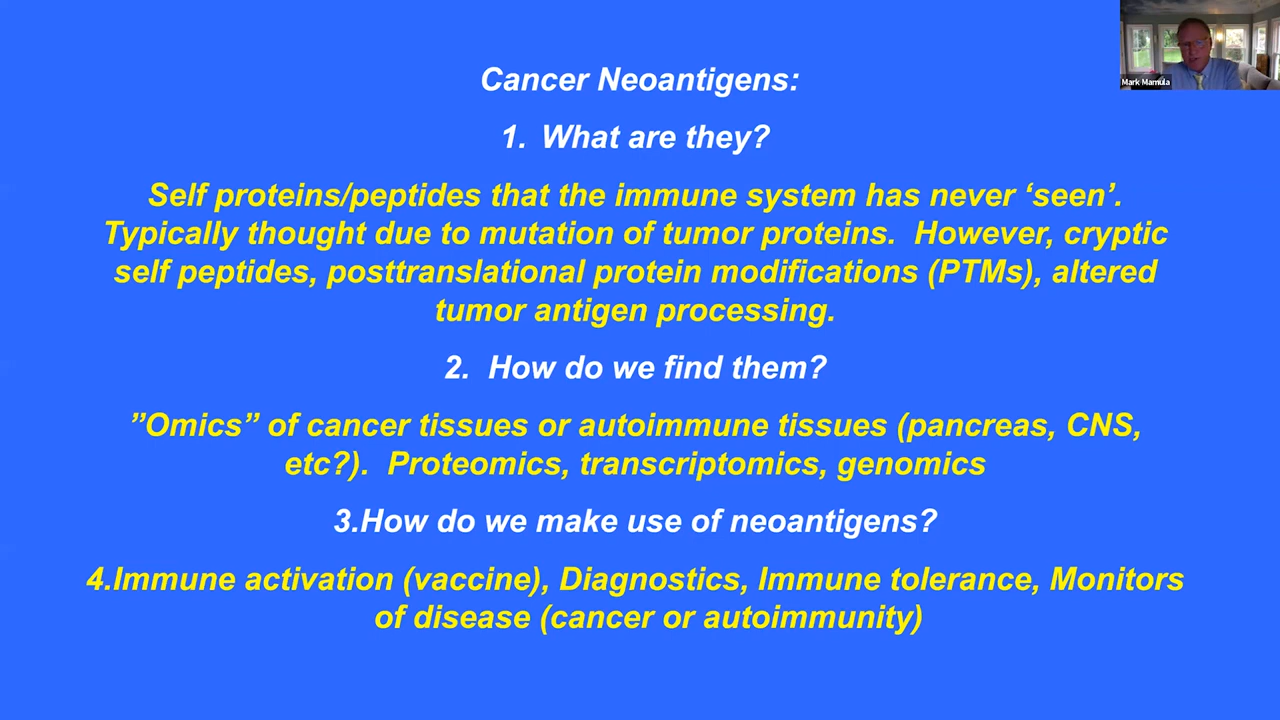 Mark Mamula
Cancer Neoantigens:
1. What are they?
Self proteins/peptides that the immune system has never ‘seen’.
Typically thought due to mutation of tumor proteins. However, cryptic
self peptides, posttranslational protein modifications (PTMs), altered
tumor antigen processing.
2. How do we find them?
”Omics” of cancer tissues or autoimmune tissues (pancreas, CNS,
etc?). Proteomics, transcriptomics, genomics
3.How do we make use of neoantigens?
4.Immune activation (vaccine), Diagnostics, Immune tolerance, Monitors
of disease (cancer or autoimmunity)